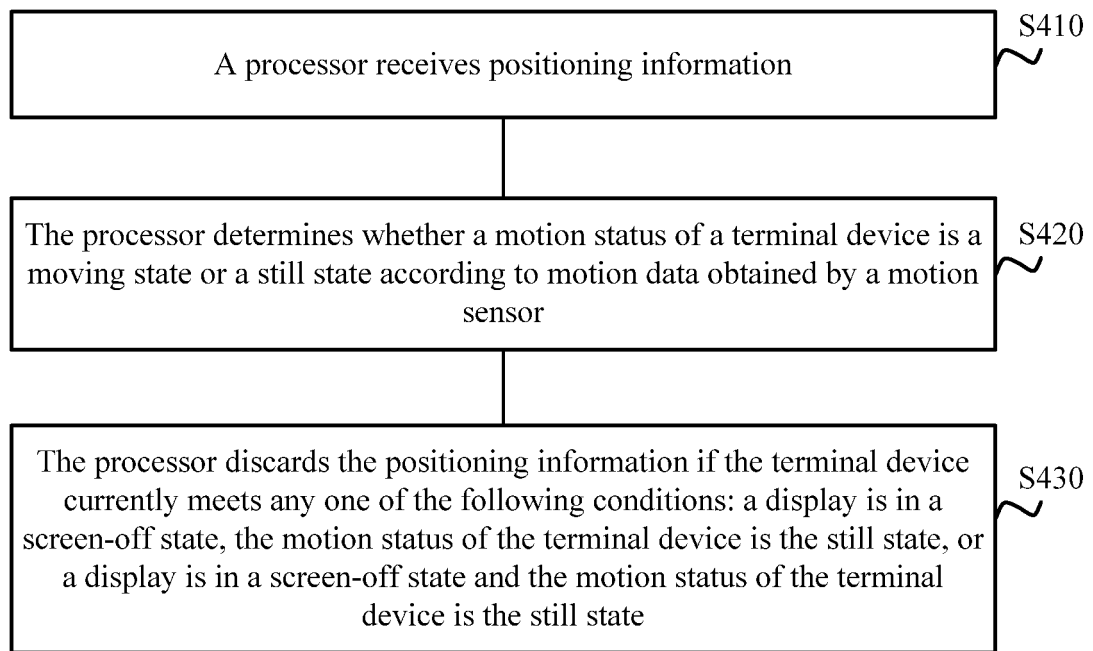 S410
A processor receives positioning information
S420
The processor determines whether a motion status of a terminal device is a
moving state or a still state according to motion data obtained by a motion
sensor
S430
The processor discards the positioning information if the terminal device
currently meets any one of the following conditions: a display is in a
screen-off state, the motion status of the terminal device is the still state, or
a display is in a screen-off state and the motion status of the terminal
device is the still state